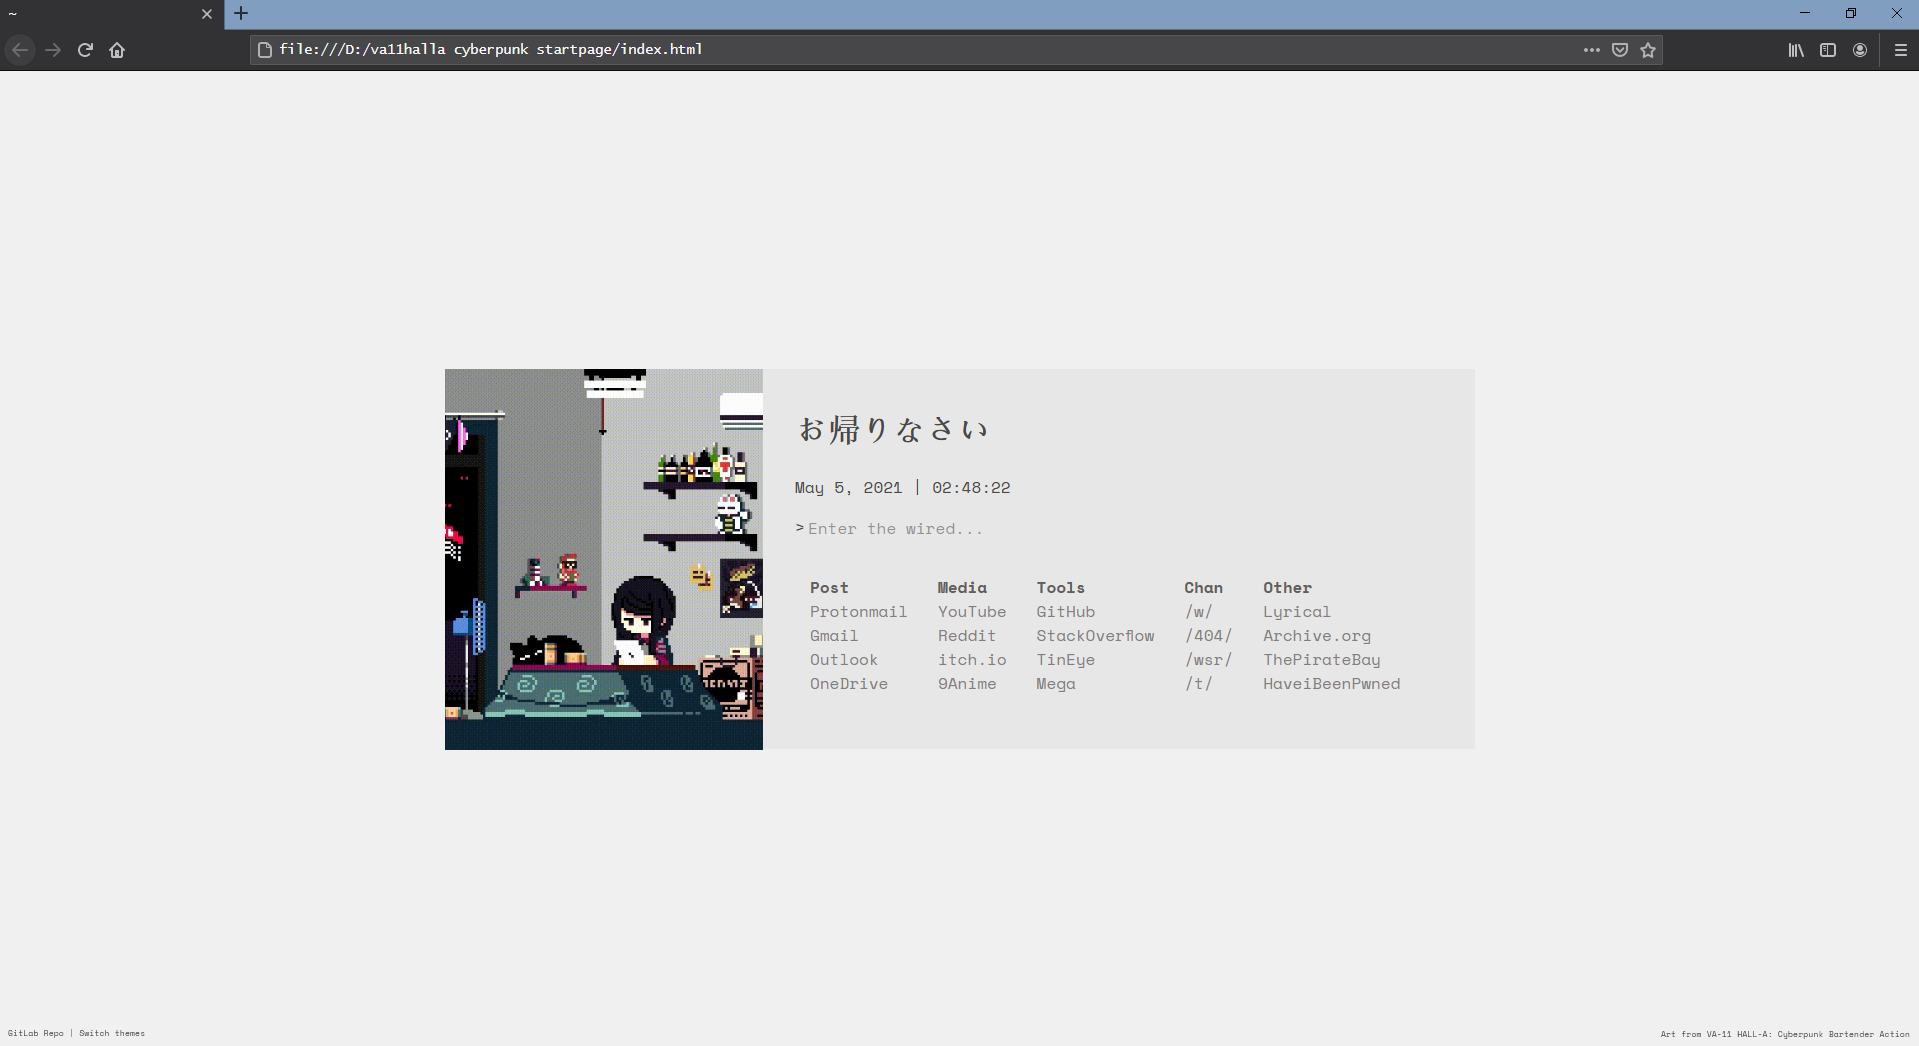 ~
file:///D:/va11halla cyberpunk startpage/index.html
お帰りなさい
May 5, 2021 | 02:48:22
> Enter the wired...
Post Media Tools Chan Other
Protonmail YouTube GitHub /w/ Lyrical
Gmail Reddit StackOverflow /404/ Archive.org
Outlook itch.io TinEye /wsr/ ThePirateBay
OneDrive 9Anime Mega /t/ HaveiBeenPwned
GitLab Repo | Switch themes
Art from VA-11 HALL-A: Cyberpunk Bartender Action